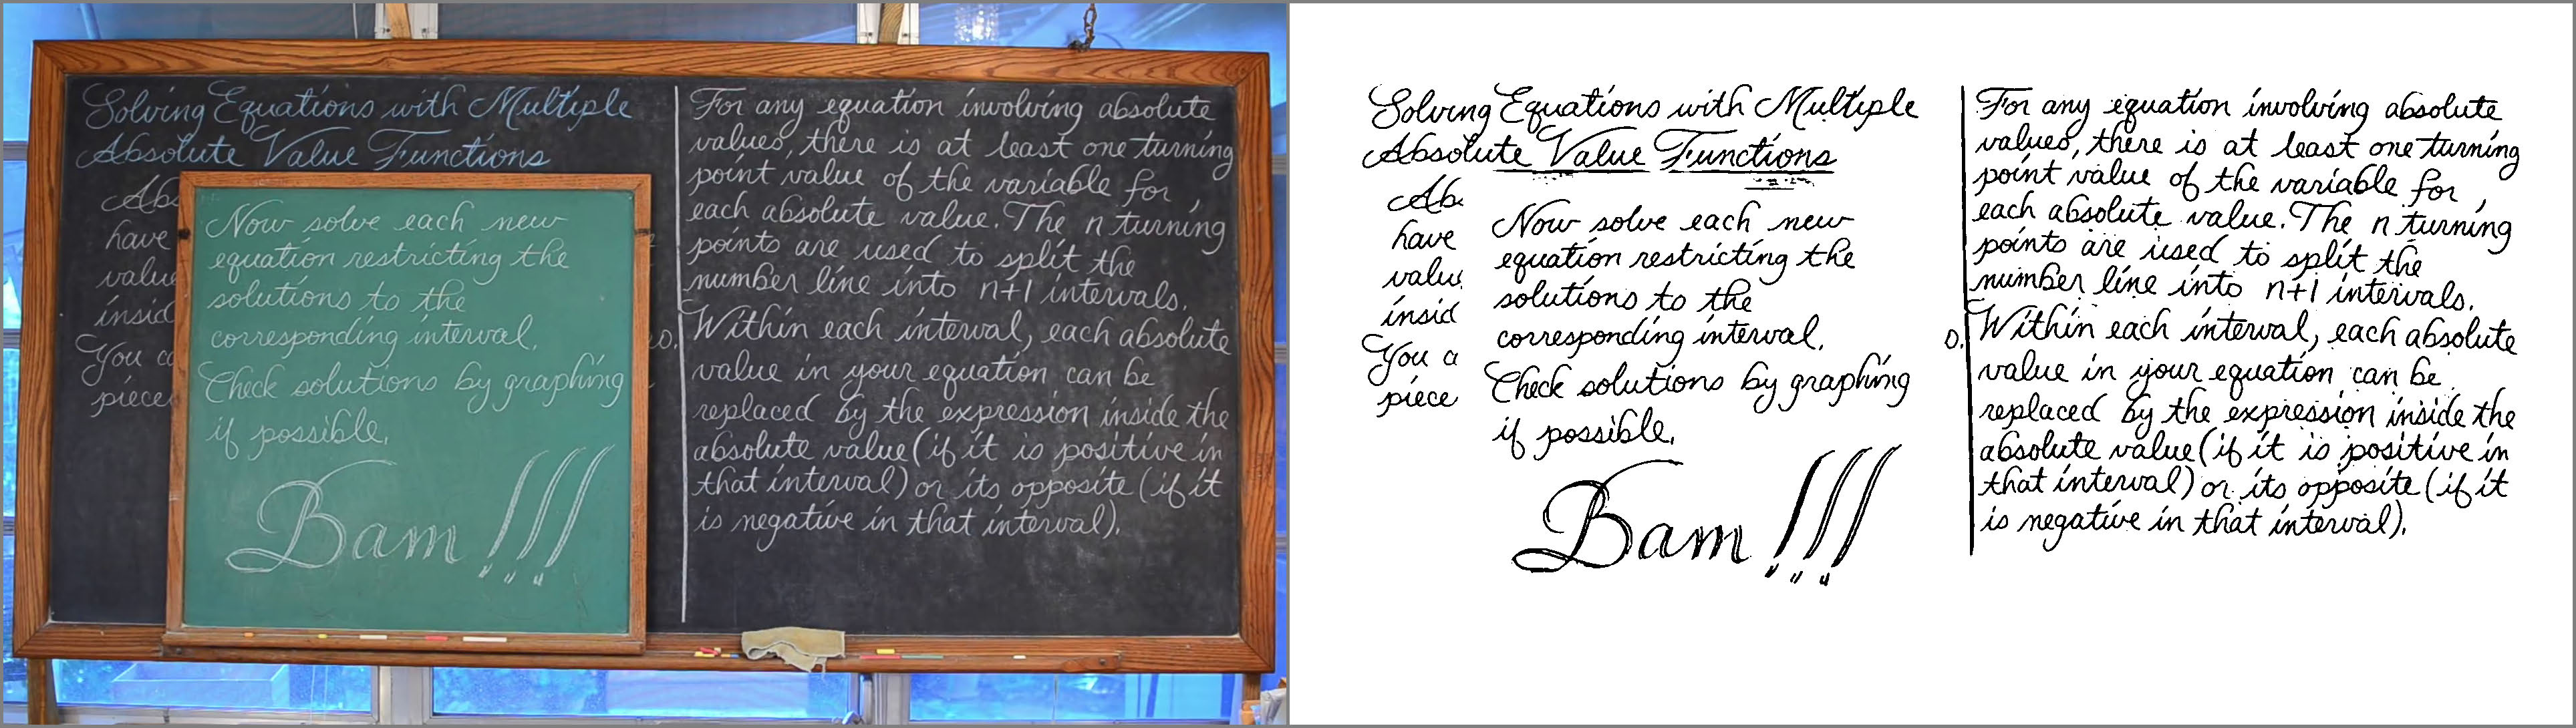 Solving Equations with Multiple
Absolute Value Functions
have
You
Now solve each new
equation restricting the
solutions to the
corresponding interval.
Check solutions by graphing
if possible.
Bam!!!
For any equation involving absolute
values, there is at least one turning
point value of the variable for
each absolute value. The n turning
points are used to split the
number line into n+1 intervals.
Within each interval, each absolute
value in your equation can be
replaced by the expression inside the
absolute value (if it is positive in
that interval) or its opposite (if it
is negative in that interval).
Solving Equations with Multiple
Absolute Value Functions
have
You
Now solve each new
equation restricting the
solutions to the
corresponding interval.
Check solutions by graphing
if possible.
Bam!!!
For any equation involving absolute
values, there is at least one turning
point value of the variable for
each absolute value. The n turning
points are used to split the
number line into n+1 intervals.
Within each interval, each absolute
value in your equation can be
replaced by the expression inside the
absolute value (if it is positive in
that interval) or its opposite (if it
is negative in that interval).